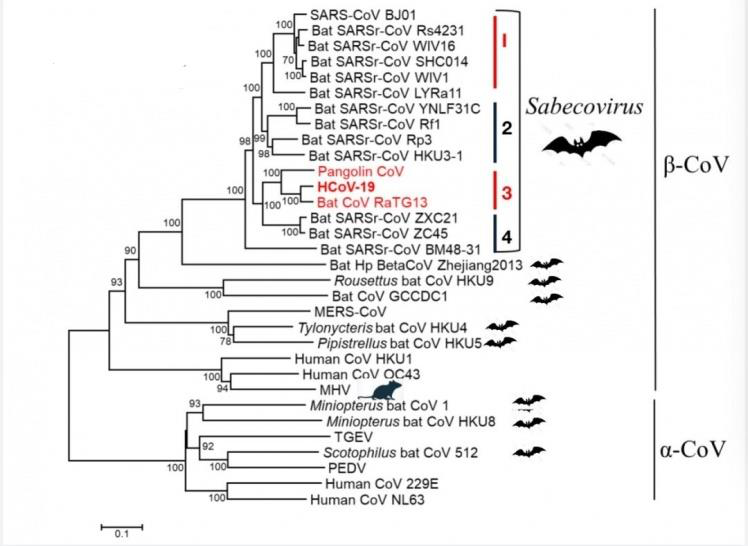 SARS-CoV BJ01
Bat SARSr-CoV Rs4231
Bat SARSr-CoV WIV16
Bat SARSr-CoV SHC014
Bat SARSr-CoV WIV1
Bat SARSr-CoV LYRa11
Bat SARSr-CoV YNLF31C
Bat SARSr-CoV Rf1
Bat SARSr-CoV Rp3
Bat SARSr-CoV HKU3-1
Pangolin CoV
HCoV-19
Bat CoV RaTG13
Bat SARSr-CoV ZXC21
Bat SARSr-CoV ZC45
Bat SARSr-CoV BM48-31
Bat Hp BetaCoV Zhejiang2013
Rousettus bat CoV HKU9
Bat CoV GCCDC1
MERS-CoV
Tylonycteris bat CoV HKU4
Pipistrellus bat CoV HKU5
Human CoV HKU1
Human CoV OC43
MHV
Miniopterus bat CoV 1
Miniopterus bat CoV HKU8
TGEV
Scotophilus bat CoV 512
PEDV
Human CoV 229E
Human CoV NL63
100
70
100
100
100
100
99
98
98
100
100
100
100
100
100
90
93
100
100
78
100
94
93
92
100
100
100
I
2
3
4
Sabecovirus
β-CoV
α-CoV
0.1